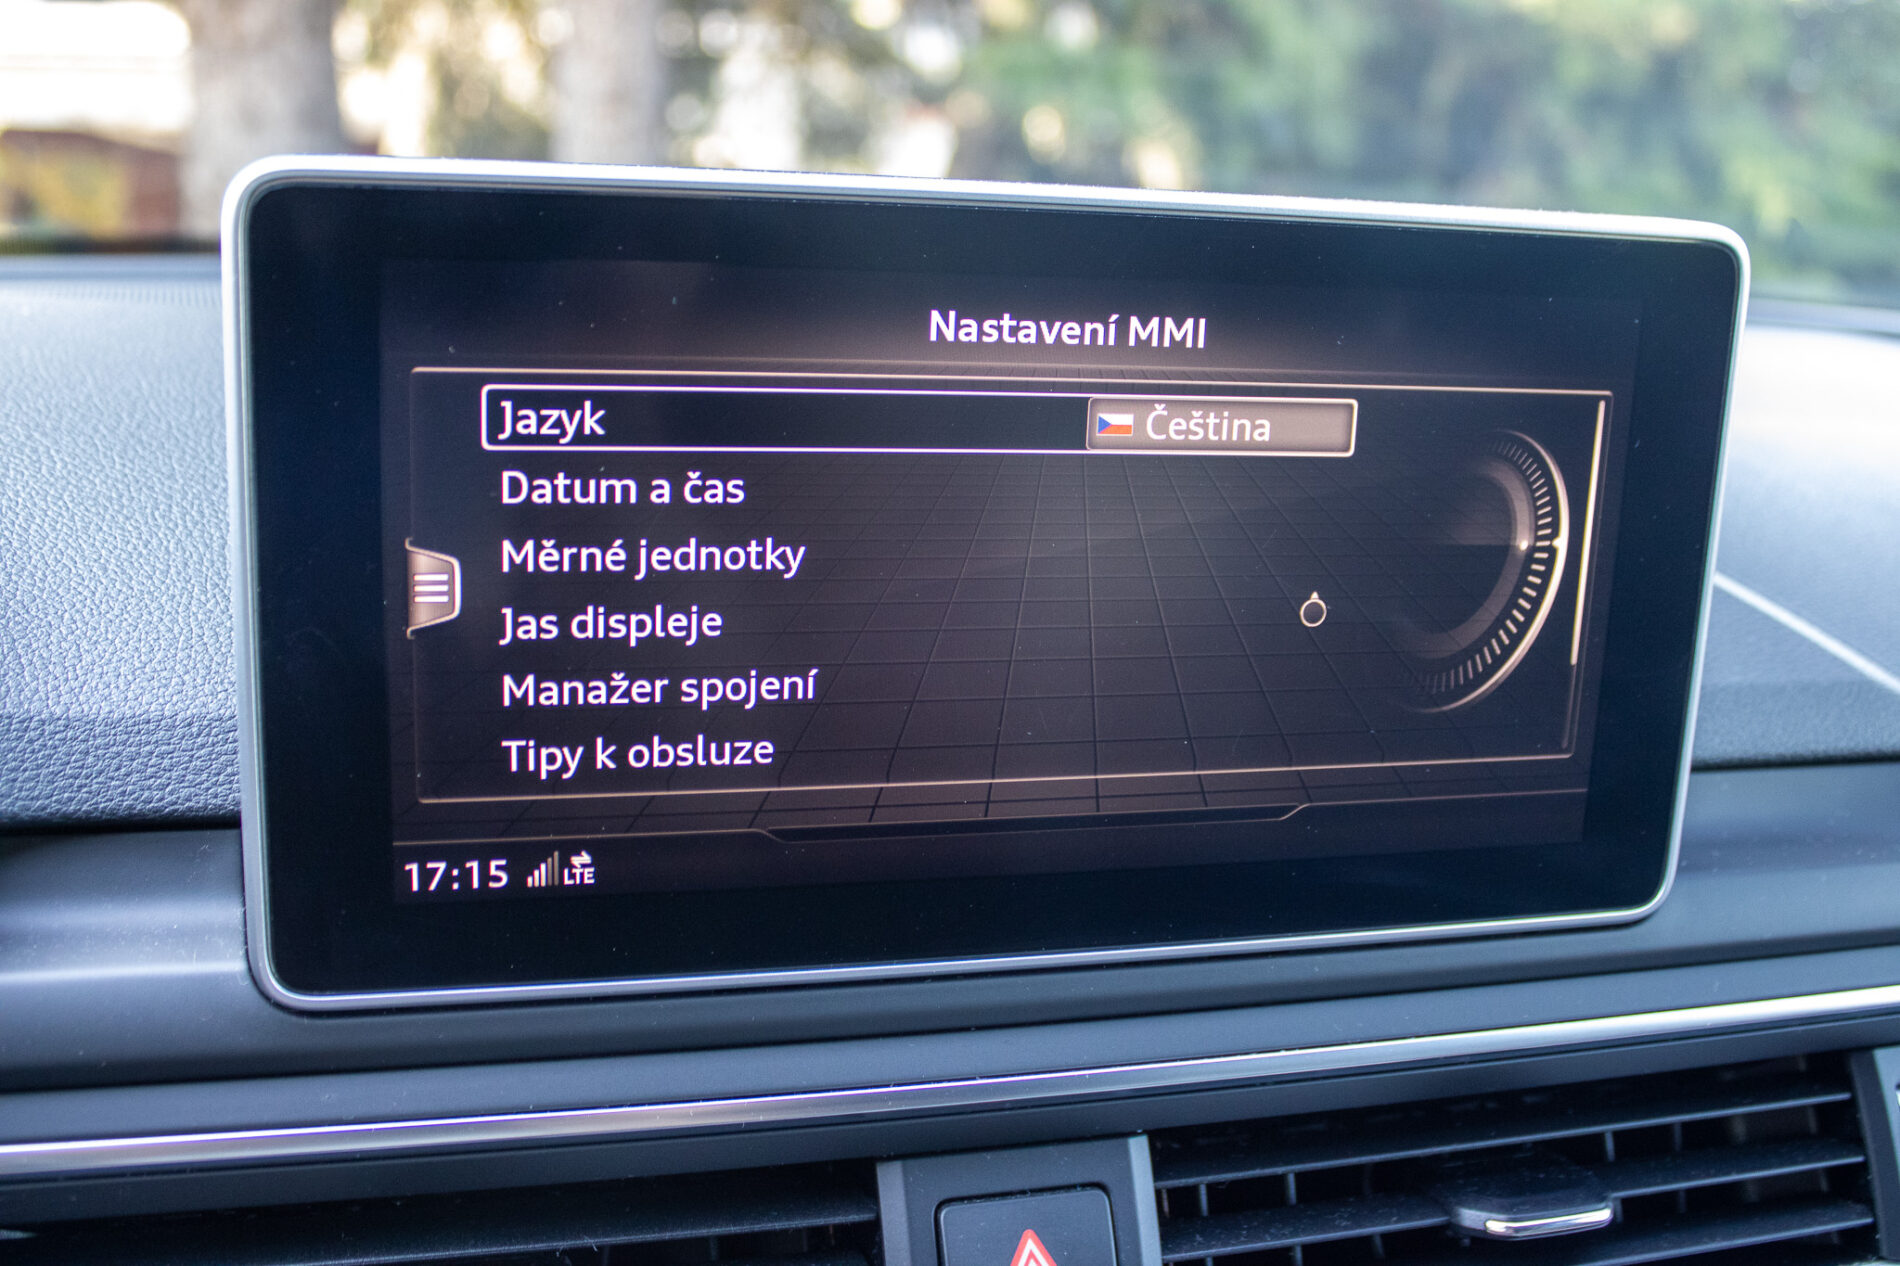 Nastavení MMI
Jazyk Čeština
Datum a čas
Měrné jednotky
Jas displeje
Manažer spojení
Tipy k obsluze
17:15 LTE